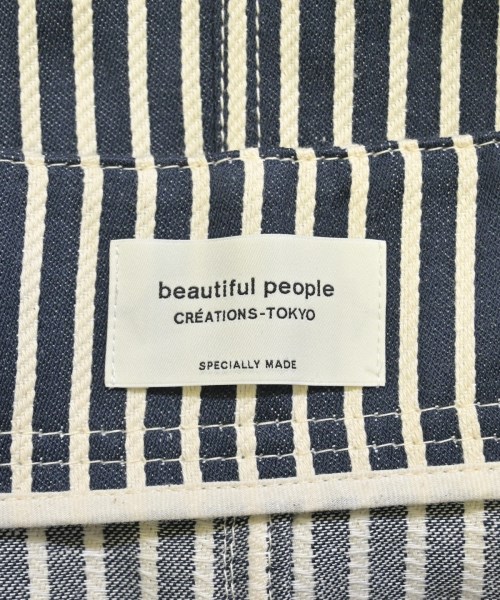 beautiful people
CRÉATIONS-TOKYO
SPECIALLY MADE